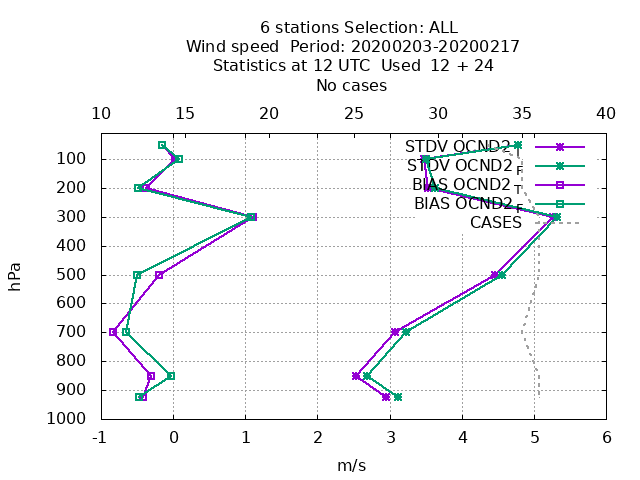 6 stations Selection: ALL
Wind speed Period: 20200203-20200217
Statistics at 12 UTC Used 12 + 24
No cases
10 15 20 25 30 35 40
STDV OCND2
STDV OCND2 F
BIAS OCND2 T
BIAS OCND2 F
CASES
100
200
300
400
500
600
700
800
900
1000
hPa
-1 0 1 2 3 4 5 6
m/s